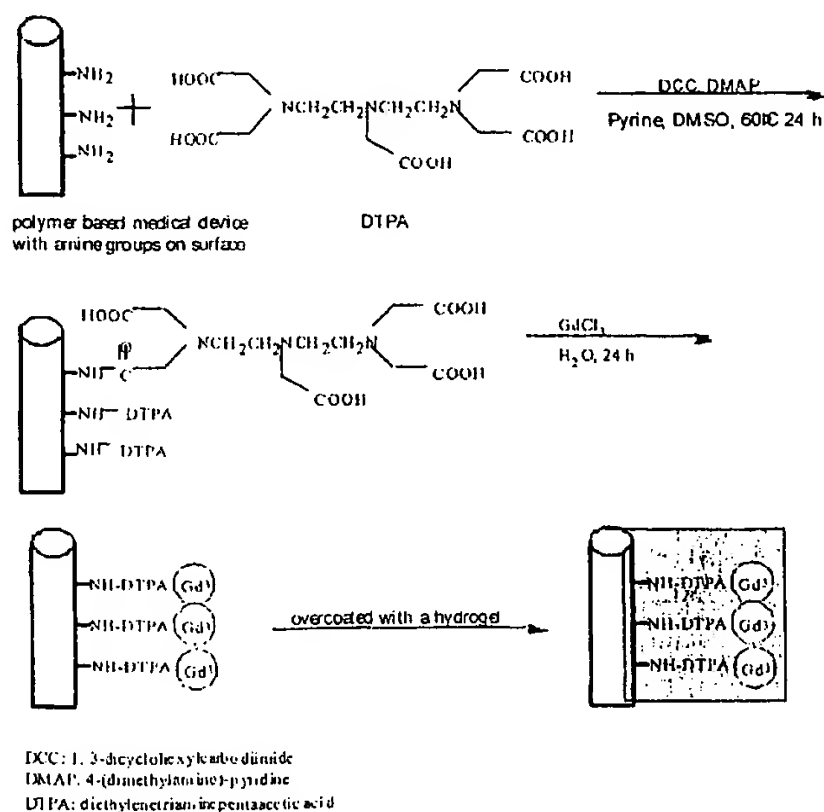 NH2
NH2
NH2
+
HOOC
HOOC
NCH2CH2NCH2CH2N
COOH
COOH
COOH
DCC, DMAP
Pyrine, DMSO, 60℃ 24 h
polymer based medical device
with amine groups on surface
DTPA
HOOC
NCH2CH2NCH2CH2N
COOH
COOH
COOH
NH C
NH DTPA
NH DTPA
GdCl3
H2O, 24 h
NH-DTPA Gd
NH-DTPA Gd
NH-DTPA Gd
overcoated with a hydrogel
NH-DTPA Gd
NH-DTPA Gd
NH-DTPA Gd
DCC: 1, 3-dicyclohexylcarbodiimide
DMAP: 4-(dimethylamino)-pyridine
DTPA: diethylenetriaminepentaacetic acid